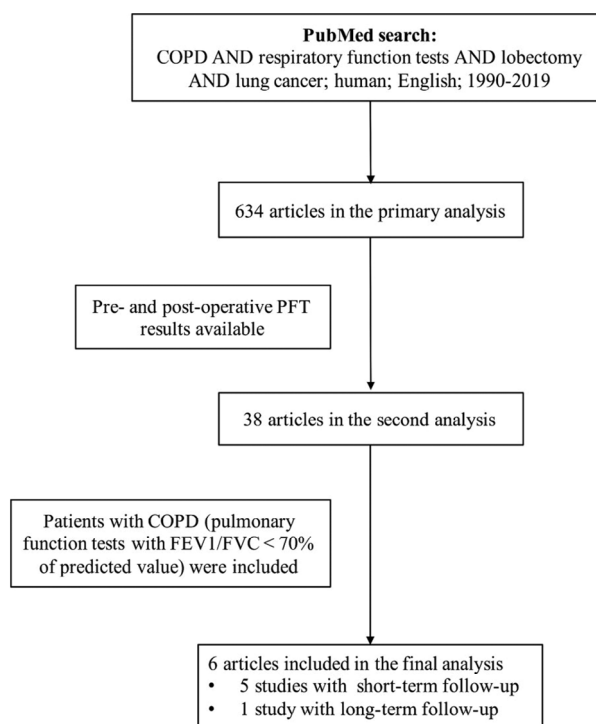 PubMed search:
COPD AND respiratory function tests AND lobectomy
AND lung cancer; human; English; 1990-2019
634 articles in the primary analysis
Pre- and post-operative PFT
results available
38 articles in the second analysis
Patients with COPD (pulmonary
function tests with FEV1/FVC < 70%
of predicted value) were included
6 articles included in the final analysis
• 5 studies with short-term follow-up
• 1 study with long-term follow-up